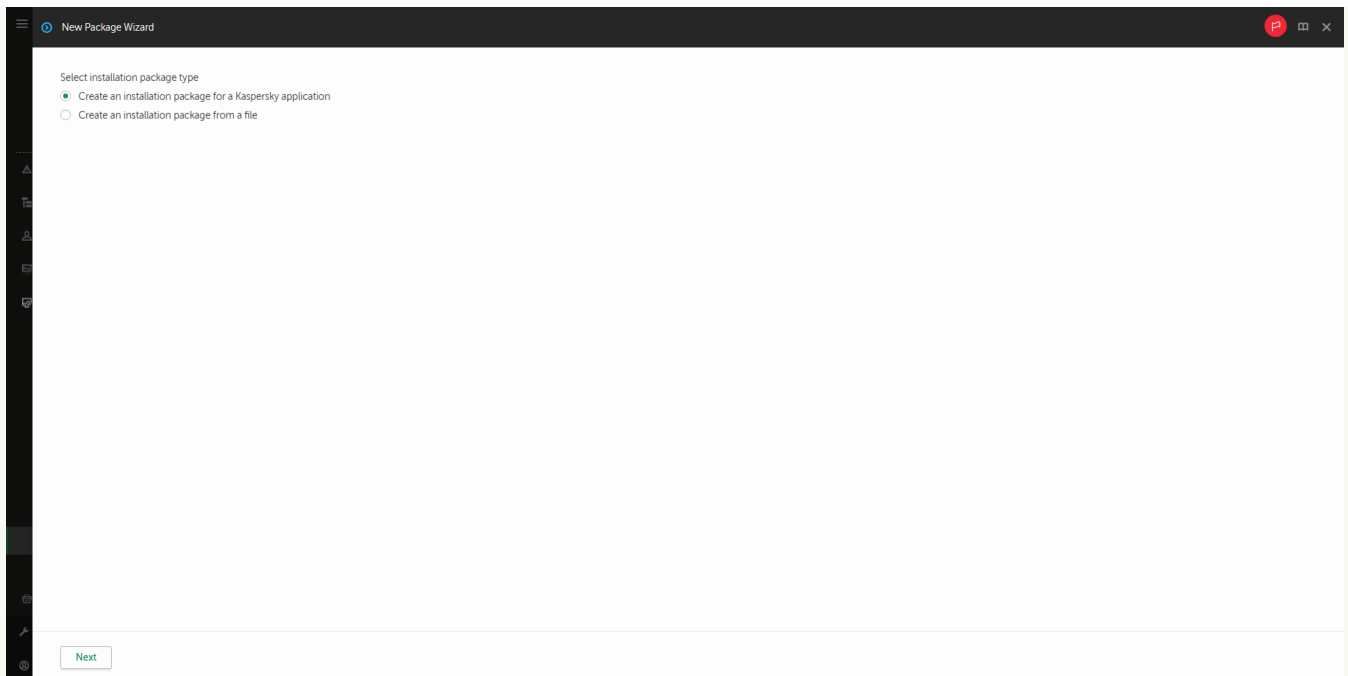 New Package Wizard
Select installation package type
Create an installation package for a Kaspersky application
Create an installation package from a file
Next